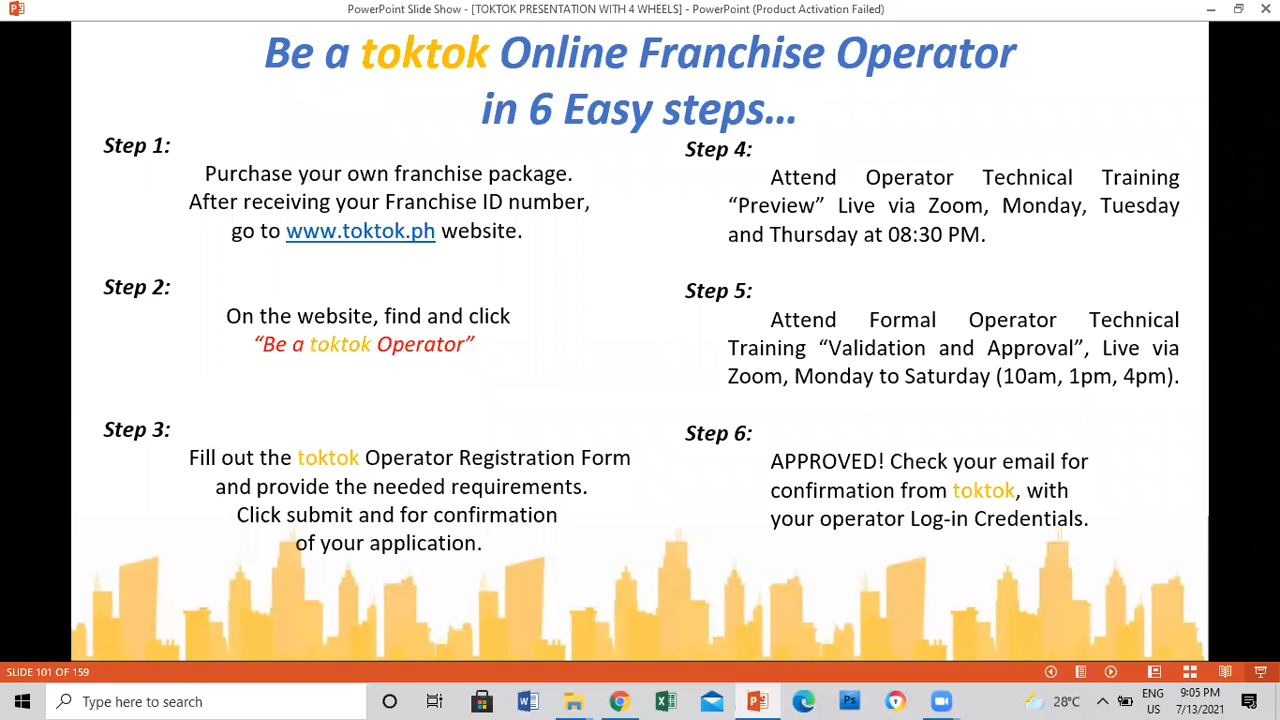 PowerPoint Slide Show - [TOKTOK PRESENTATION WITH 4 WHEELS] - PowerPoint (Product Activation Failed)
Be a toktok Online Franchise Operator
in 6 Easy steps...
Step 1:
Purchase your own franchise package.
After receiving your Franchise ID number,
go to www.toktok.ph website.
Step 2:
On the website, find and click
“Be a toktok Operator”
Step 3:
Fill out the toktok Operator Registration Form
and provide the needed requirements.
Click submit and for confirmation
of your application.
Step 4:
Attend Operator Technical Training
“Preview” Live via Zoom, Monday, Tuesday
and Thursday at 08:30 PM.
Step 5:
Attend Formal Operator Technical
Training “Validation and Approval”, Live via
Zoom, Monday to Saturday (10am, 1pm, 4pm).
Step 6:
APPROVED! Check your email for
confirmation from toktok, with
your operator Log-in Credentials.
SLIDE 101 OF 159
Type here to search
28°C
ENG
US
9:05 PM
7/13/2021